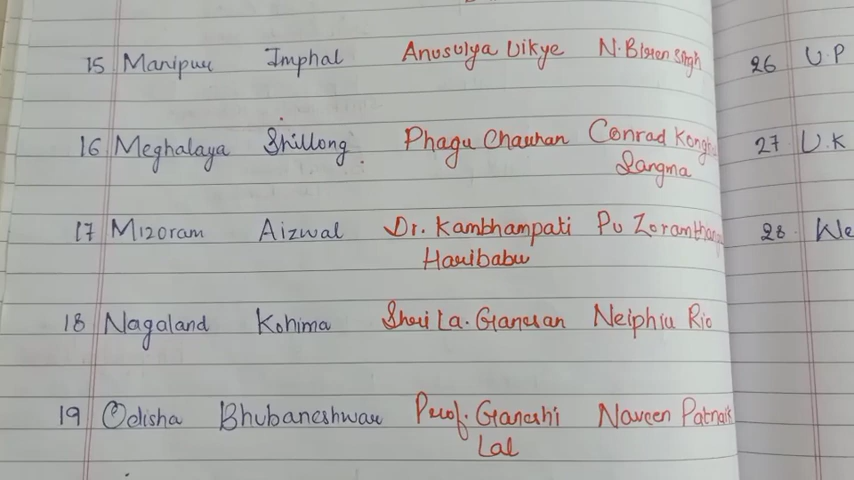 15 Manipur Imphal Anusuiya Uikye N. Biren Singh
16 Meghalaya Shillong Phagu Chauhan Conrad Kongkal
Sangma
17 Mizoram Aizwal Dr. Kambhampati Pu Zoramthanga
Haribabu
18 Nagaland Kohima Shri La. Ganesan Neiphiu Rio
19 Odisha Bhubaneshwar Prof. Ganeshi Naveen Patnaik
Lal
26 U.P
27 U.K
28 We